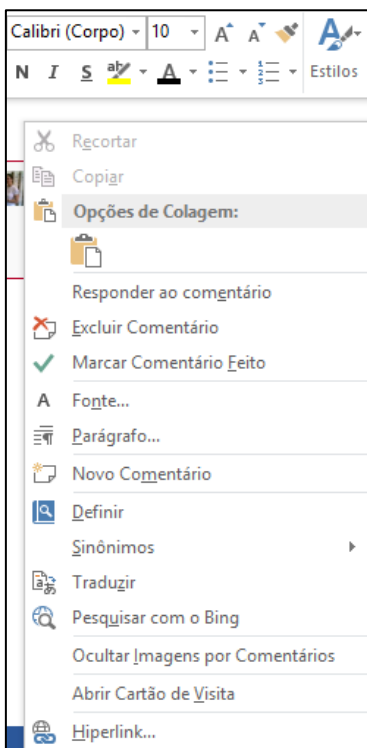 Calibri (Corpo) 10
N I S A Estilos
Recortar
Copiar
Opções de Colagem:
Responder ao comentário
Excluir Comentário
Marcar Comentário Feito
Fonte...
Parágrafo...
Novo Comentário
Definir
Sinônimos
Traduzir
Pesquisar com o Bing
Ocultar Imagens por Comentários
Abrir Cartão de Visita
Hiperlink...